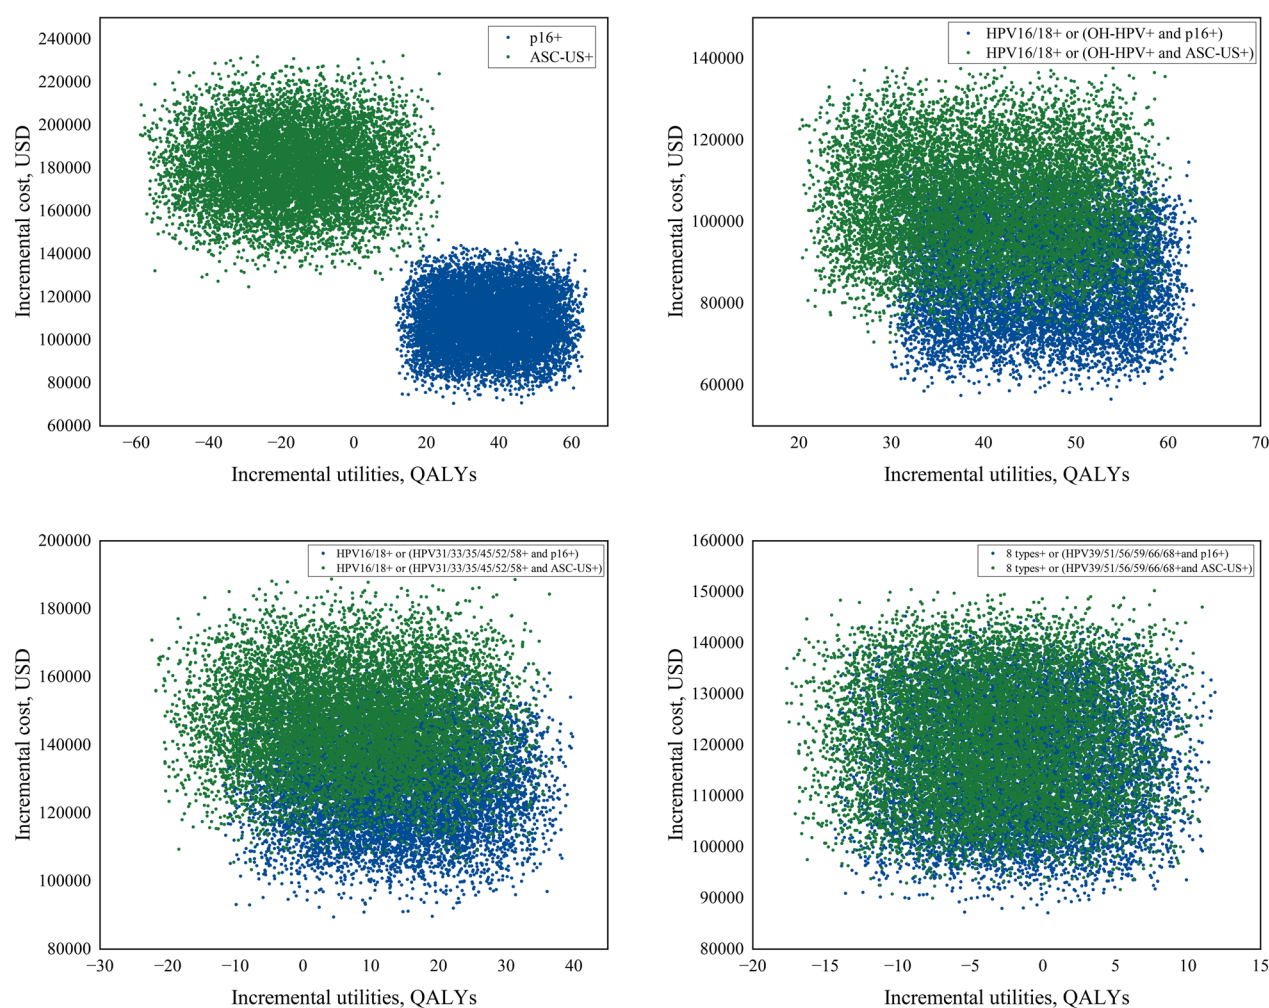 240000
220000
200000
180000
160000
140000
120000
100000
80000
60000
Incremental cost, USD
p16+
ASC-US+
−60 −40 −20 0 20 40 60
Incremental utilities, QALYs
140000
120000
100000
80000
60000
Incremental cost, USD
HPV16/18+ or (OH-HPV+ and p16+)
HPV16/18+ or (OH-HPV+ and ASC-US+)
20 30 40 50 60 70
Incremental utilities, QALYs
200000
180000
160000
140000
120000
100000
80000
Incremental cost, USD
HPV16/18+ or (HPV31/33/35/45/52/58+ and p16+)
HPV16/18+ or (HPV31/33/35/45/52/58+ and ASC-US+)
−30 −20 −10 0 10 20 30 40
Incremental utilities, QALYs
160000
150000
140000
130000
120000
110000
100000
90000
80000
Incremental cost, USD
8 types+ or (HPV39/51/56/59/66/68+and p16+)
8 types+ or (HPV39/51/56/59/66/68+and ASC-US+)
−20 −15 −10 −5 0 5 10 15
Incremental utilities, QALYs